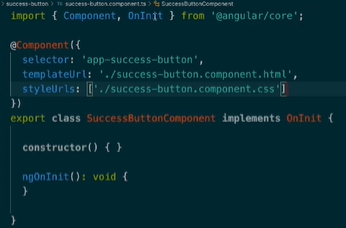 success-button > TS success-button.component.ts > SuccessButtonComponent
import { Component, OnInit } from '@angular/core';
@Component({
selector: 'app-success-button',
templateUrl: './success-button.component.html',
styleUrls: ['./success-button.component.css']
})
export class SuccessButtonComponent implements OnInit {
constructor() { }
ngOnInit(): void {
}
}